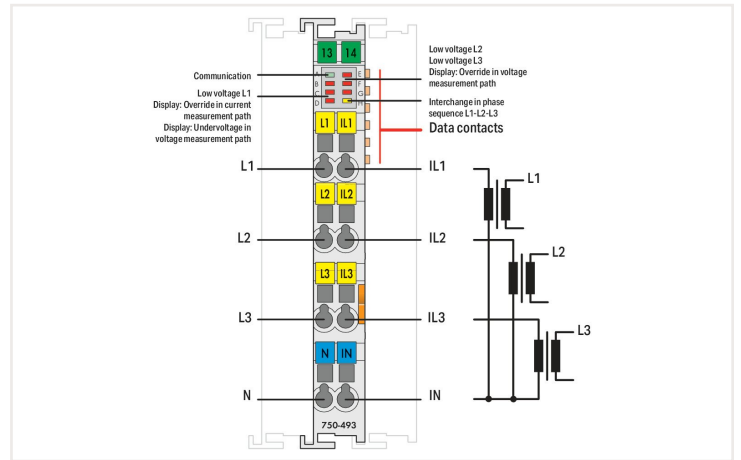 13 14
Communication
Low voltage L1
Display: Override in current
measurement path
Display: Undervoltage in
voltage measurement path
A
B
C
D
E
F
G
H
Low voltage L2
Low voltage L3
Display: Override in voltage
measurement path
Interchange in phase
sequence L1-L2-L3
Data contacts
L1 IL1
L1
IL1
L1
L2 IL2
L2
IL2
L2
L3 IL3
L3
IL3
L3
N IN
N
IN
750-493